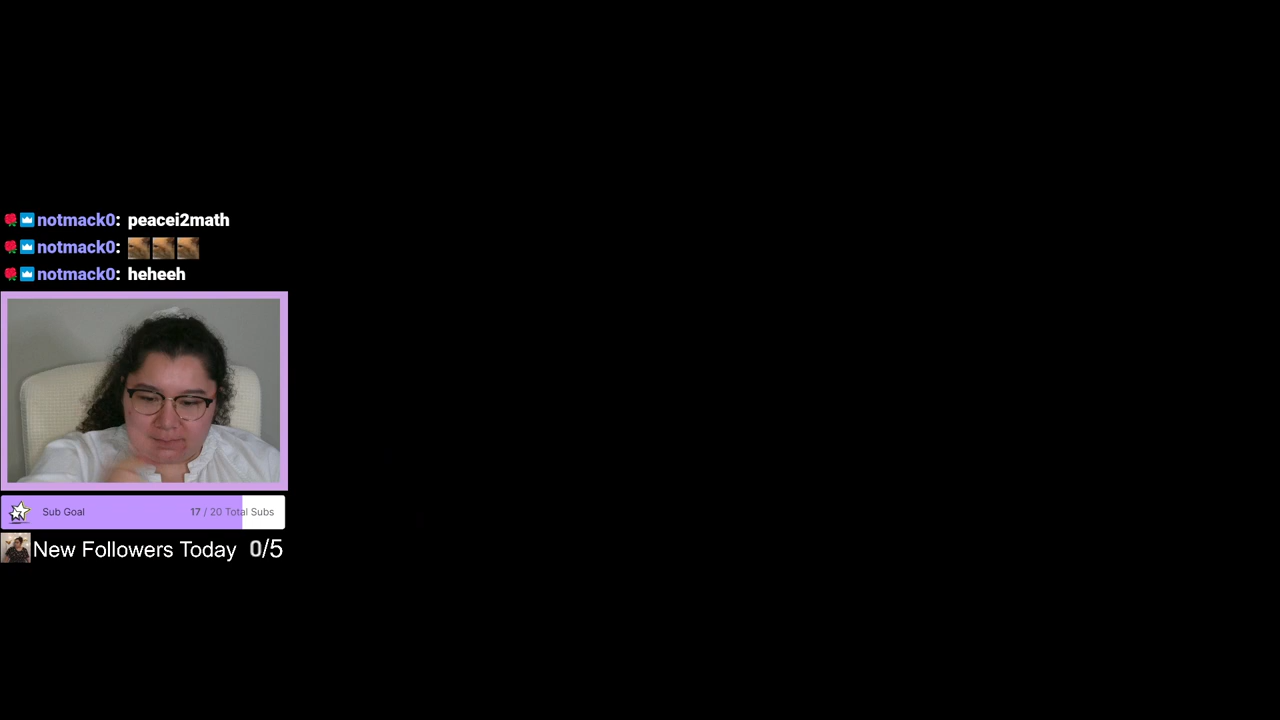 notmack0: peacei2math
notmack0:
notmack0: heheeh
Sub Goal 17 / 20 Total Subs
New Followers Today 0/5